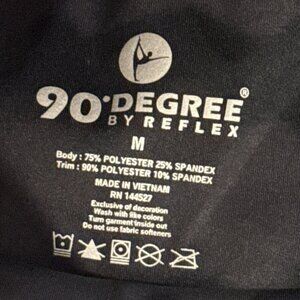 90° DEGREE®
BY REFLEX
M
Body : 75% POLYESTER 25% SPANDEX
Trim : 90% POLYESTER 10% SPANDEX
MADE IN VIETNAM
RN 144527
Exclusive of decoration
Wash with like colors
Turn garment inside out
Do not use fabric softeners